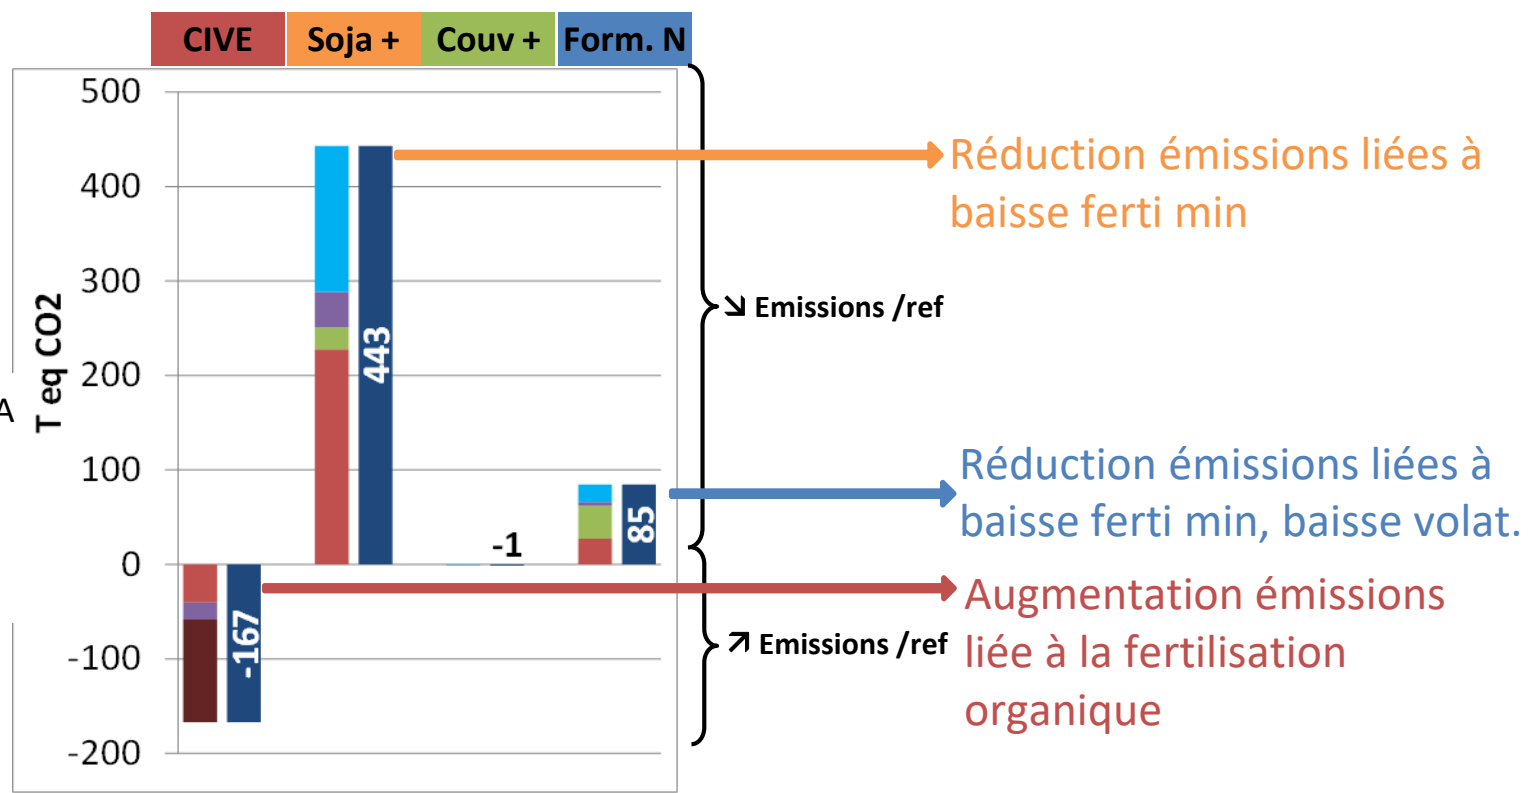 CIVE Soja + Couv + Form. N
500
400
300
200
100
0
-100
-200
T eq CO2
A
-167
443
-1
85
↘ Emissions /ref
↗ Emissions /ref
Réduction émissions liées à
baisse ferti min
Réduction émissions liées à
baisse ferti min, baisse volat.
Augmentation émissions
liée à la fertilisation
organique